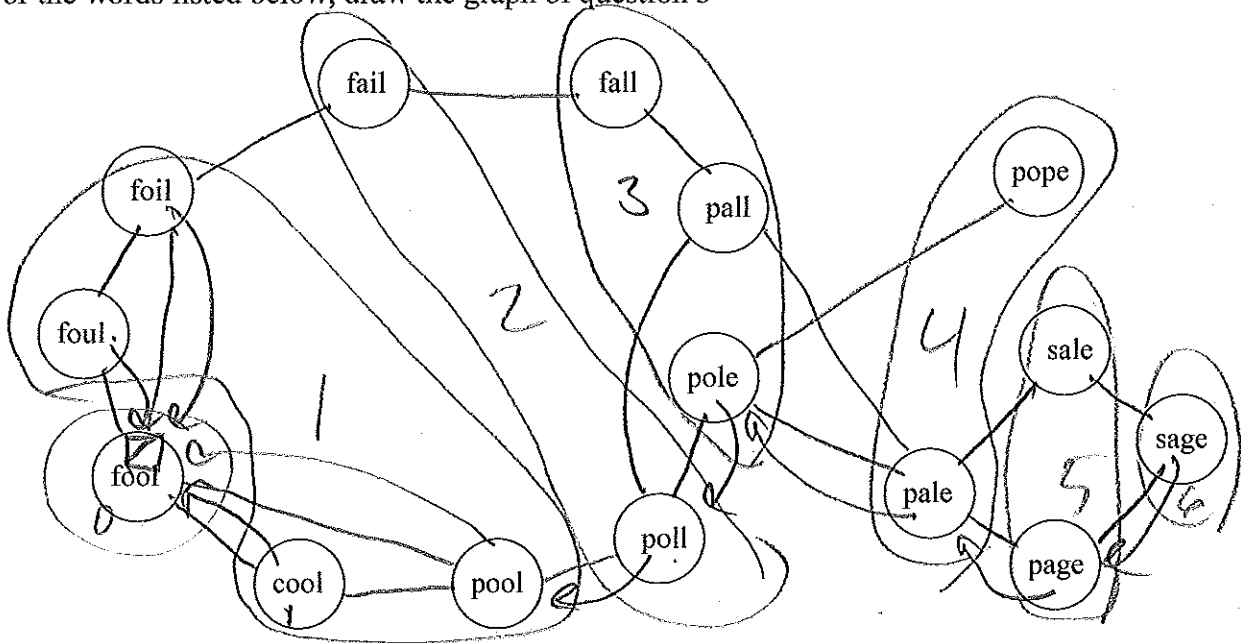 of the words listed below, draw the graph of question 3
fail
fall
foil
pall
pope
3
2
foul
1
4
sale
pole
5
sage
6
fool
0
pale
poll
page
cool
pool